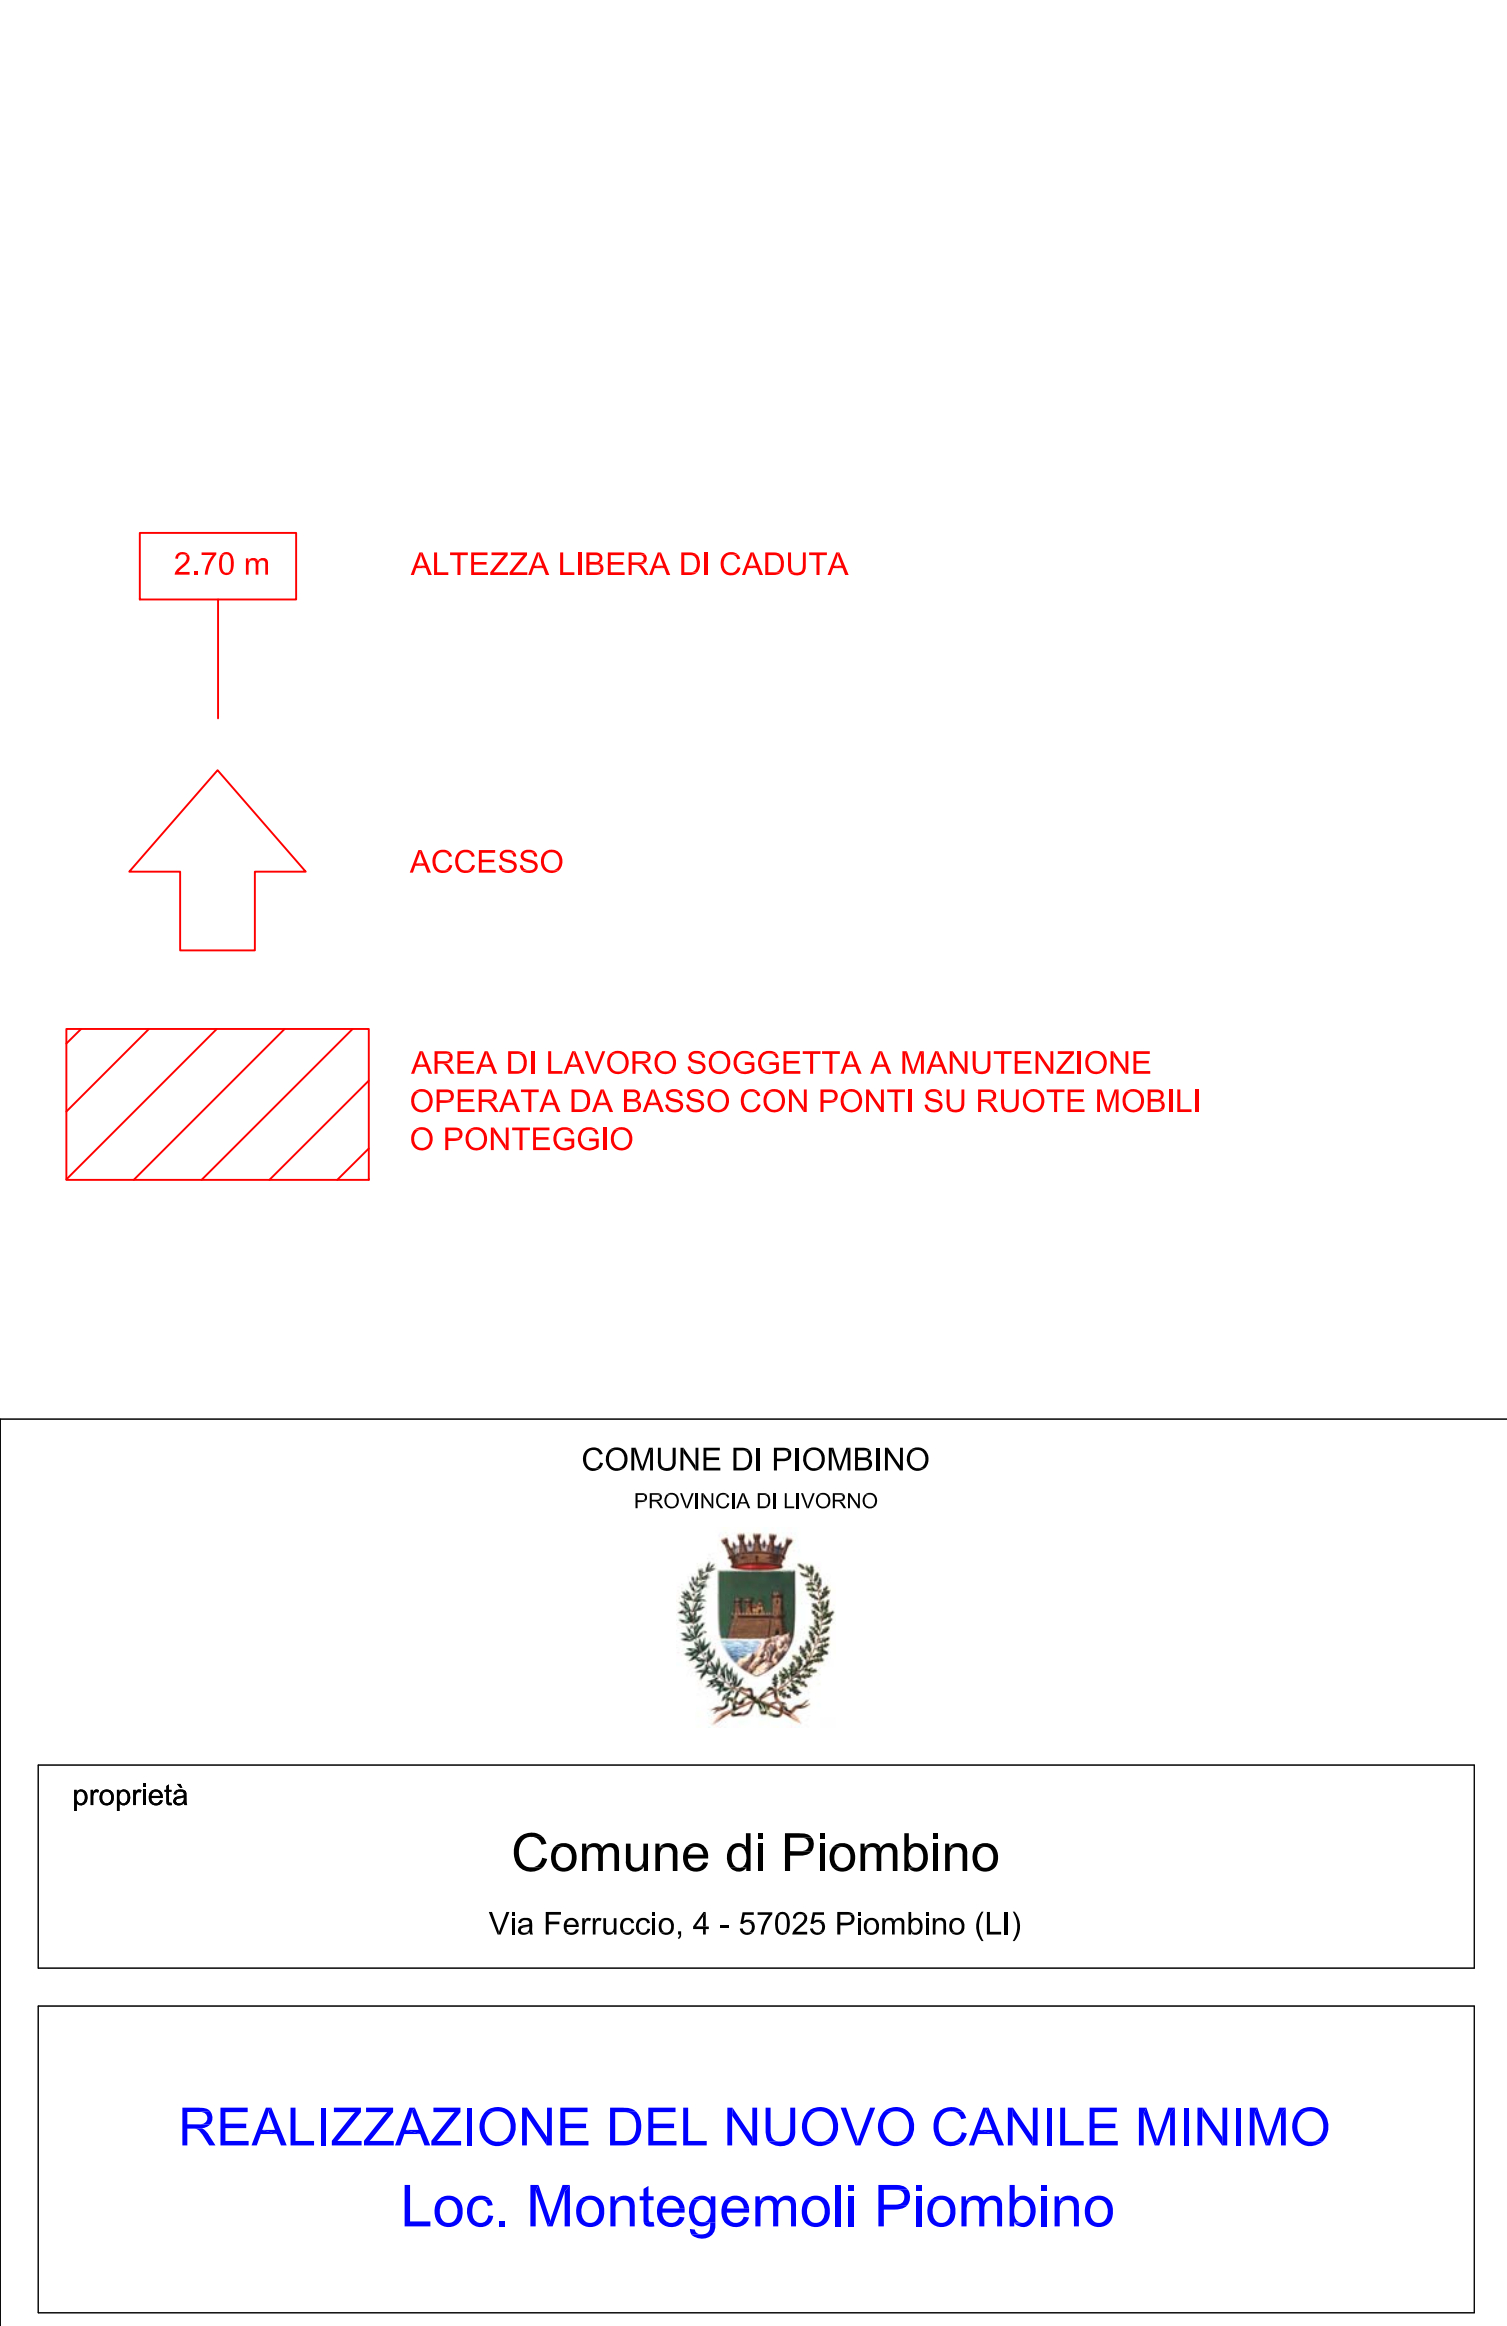 2.70 m
ALTEZZA LIBERA DI CADUTA
ACCESSO
AREA DI LAVORO SOGGETTA A MANUTENZIONE
OPERATA DA BASSO CON PONTI SU RUOTE MOBILI
O PONTEGGIO
COMUNE DI PIOMBINO
PROVINCIA DI LIVORNO
proprietà
Comune di Piombino
Via Ferruccio, 4 - 57025 Piombino (LI)
REALIZZAZIONE DEL NUOVO CANILE MINIMO
Loc. Montegemoli Piombino